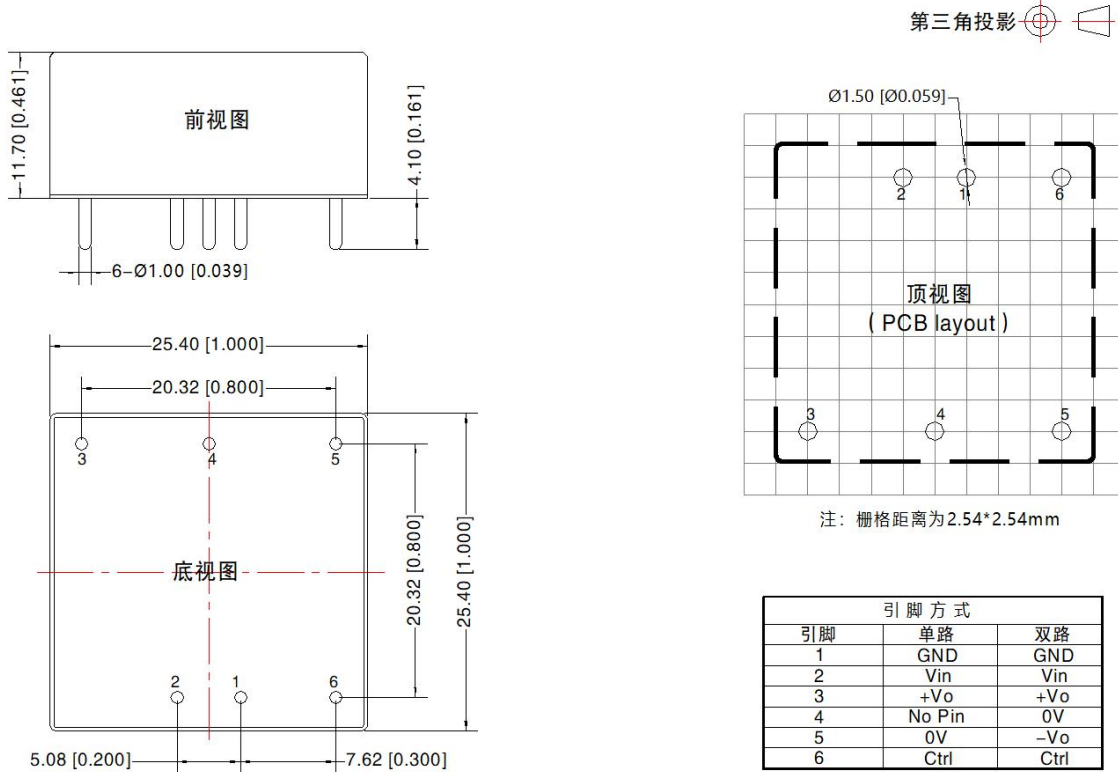 第三角投影
11.70 [0.461]
前视图
4.10 [0.161]
6-Ø1.00 [0.039]
Ø1.50 [Ø0.059]
2
1
6
顶视图
( PCB layout )
3
4
5
注：栅格距离为2.54*2.54mm
25.40 [1.000]
20.32 [0.800]
3
4
5
底视图
20.32 [0.800]
25.40 [1.000]
2
1
6
5.08 [0.200]
7.62 [0.300]
引脚方式
引脚 单路 双路
1 GND GND
2 Vin Vin
3 +Vo +Vo
4 No Pin 0V
5 0V −Vo
6 Ctrl Ctrl